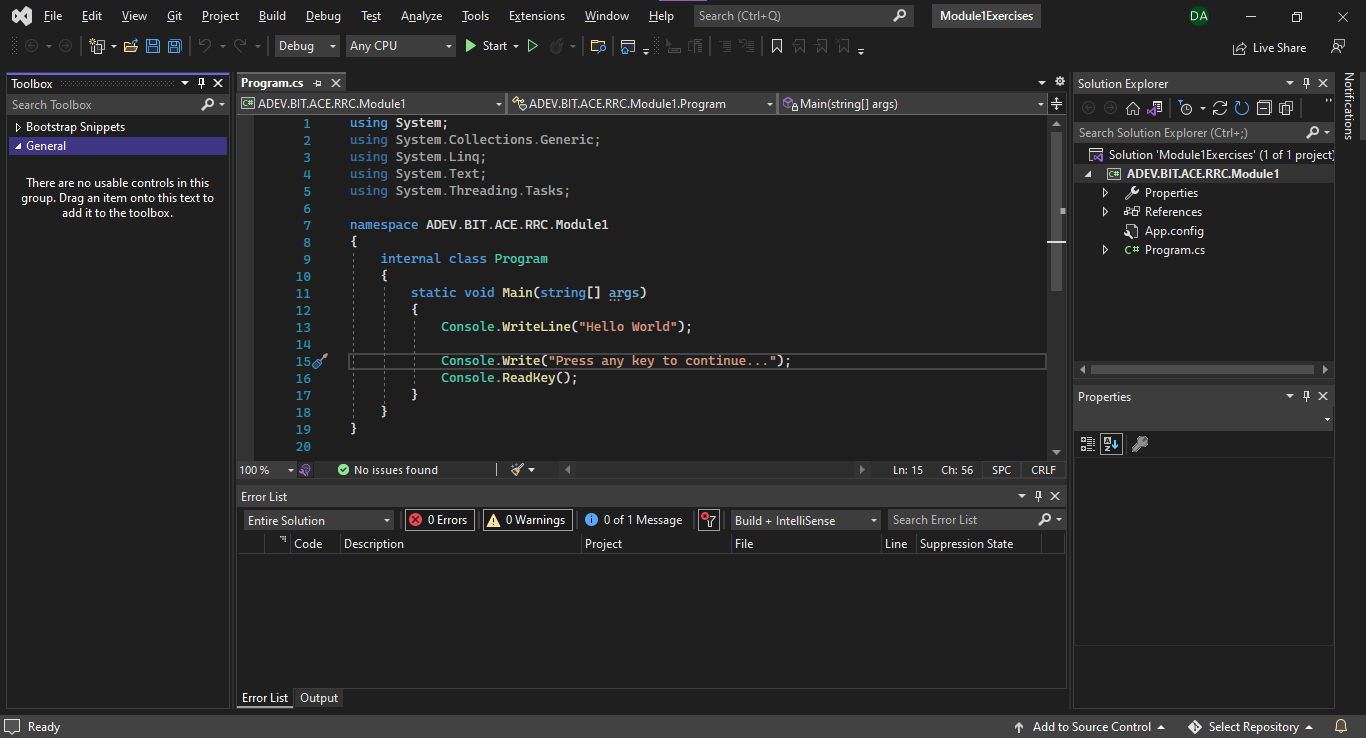 File Edit View Git Project Build Debug Test Analyze Tools Extensions Window Help Search (Ctrl+Q) Module1Exercises DA
Debug Any CPU Start Live Share
Toolbox
Search Toolbox
Bootstrap Snippets
General
There are no usable controls in this
group. Drag an item onto this text to
add it to the toolbox.
Program.cs
C# ADEV.BIT.ACE.RRC.Module1 ADEV.BIT.ACE.RRC.Module1.Program Main(string[] args)
1 using System;
2 using System.Collections.Generic;
3 using System.Linq;
4 using System.Text;
5 using System.Threading.Tasks;
6
7 namespace ADEV.BIT.ACE.RRC.Module1
8 {
9 internal class Program
10 {
11 static void Main(string[] args)
12 {
13 Console.WriteLine("Hello World");
14
15 Console.Write("Press any key to continue...");
16 Console.ReadKey();
17 }
18 }
19 }
20
100 % No issues found Ln: 15 Ch: 56 SPC CRLF
Error List
Entire Solution 0 Errors 0 Warnings 0 of 1 Message Build + IntelliSense Search Error List
Code Description Project File Line Suppression State
Error List Output
Solution Explorer
Search Solution Explorer (Ctrl+;)
Solution 'Module1Exercises' (1 of 1 project)
C# ADEV.BIT.ACE.RRC.Module1
Properties
References
App.config
C# Program.cs
Properties
Notifications
Ready Add to Source Control Select Repository